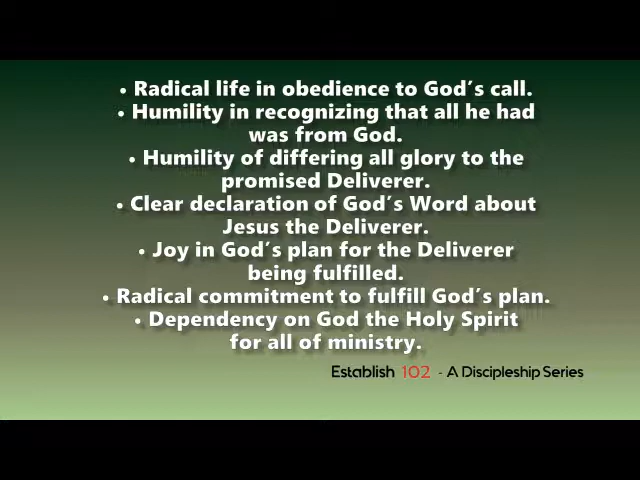 • Radical life in obedience to God's call.
• Humility in recognizing that all he had
was from God.
• Humility of differing all glory to the
promised Deliverer.
• Clear declaration of God's Word about
Jesus the Deliverer.
• Joy in God's plan for the Deliverer
being fulfilled.
• Radical commitment to fulfill God's plan.
• Dependency on God the Holy Spirit
for all of ministry.
Establish 102 - A Discipleship Series